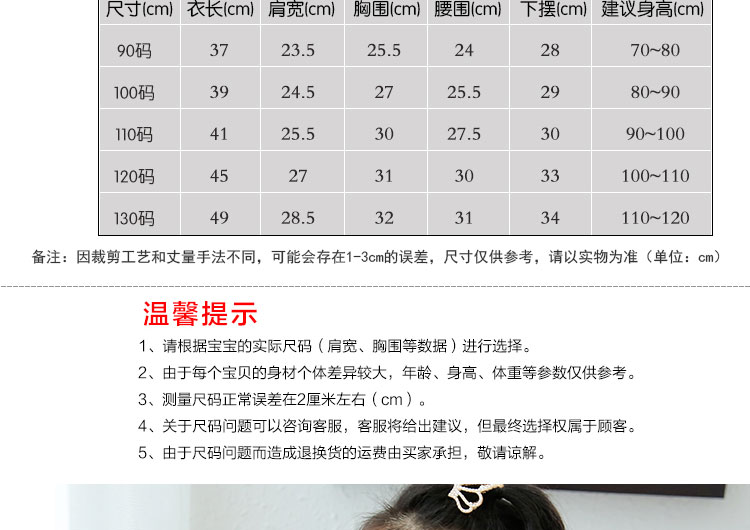 尺寸(cm) 衣长(cm) 肩宽(cm) 胸围(cm) 腰围(cm) 下摆(cm) 建议身高(cm)
90码 37 23.5 25.5 24 28 70~80
100码 39 24.5 27 25.5 29 80~90
110码 41 25.5 30 27.5 30 90~100
120码 45 27 31 30 33 100~110
130码 49 28.5 32 31 34 110~120
备注：因裁剪工艺和丈量手法不同，可能会存在1-3cm的误差，尺寸仅供参考，请以实物为准（单位：cm）
温馨提示
1、请根据宝宝的实际尺码（肩宽、胸围等数据）进行选择。
2、由于每个宝贝的身材个体差异较大，年龄、身高、体重等参数仅供参考。
3、测量尺码正常误差在2厘米左右（cm）。
4、关于尺码问题可以咨询客服，客服将给出建议，但最终选择权属于顾客。
5、由于尺码问题而造成退换货的运费由买家承担，敬请谅解。